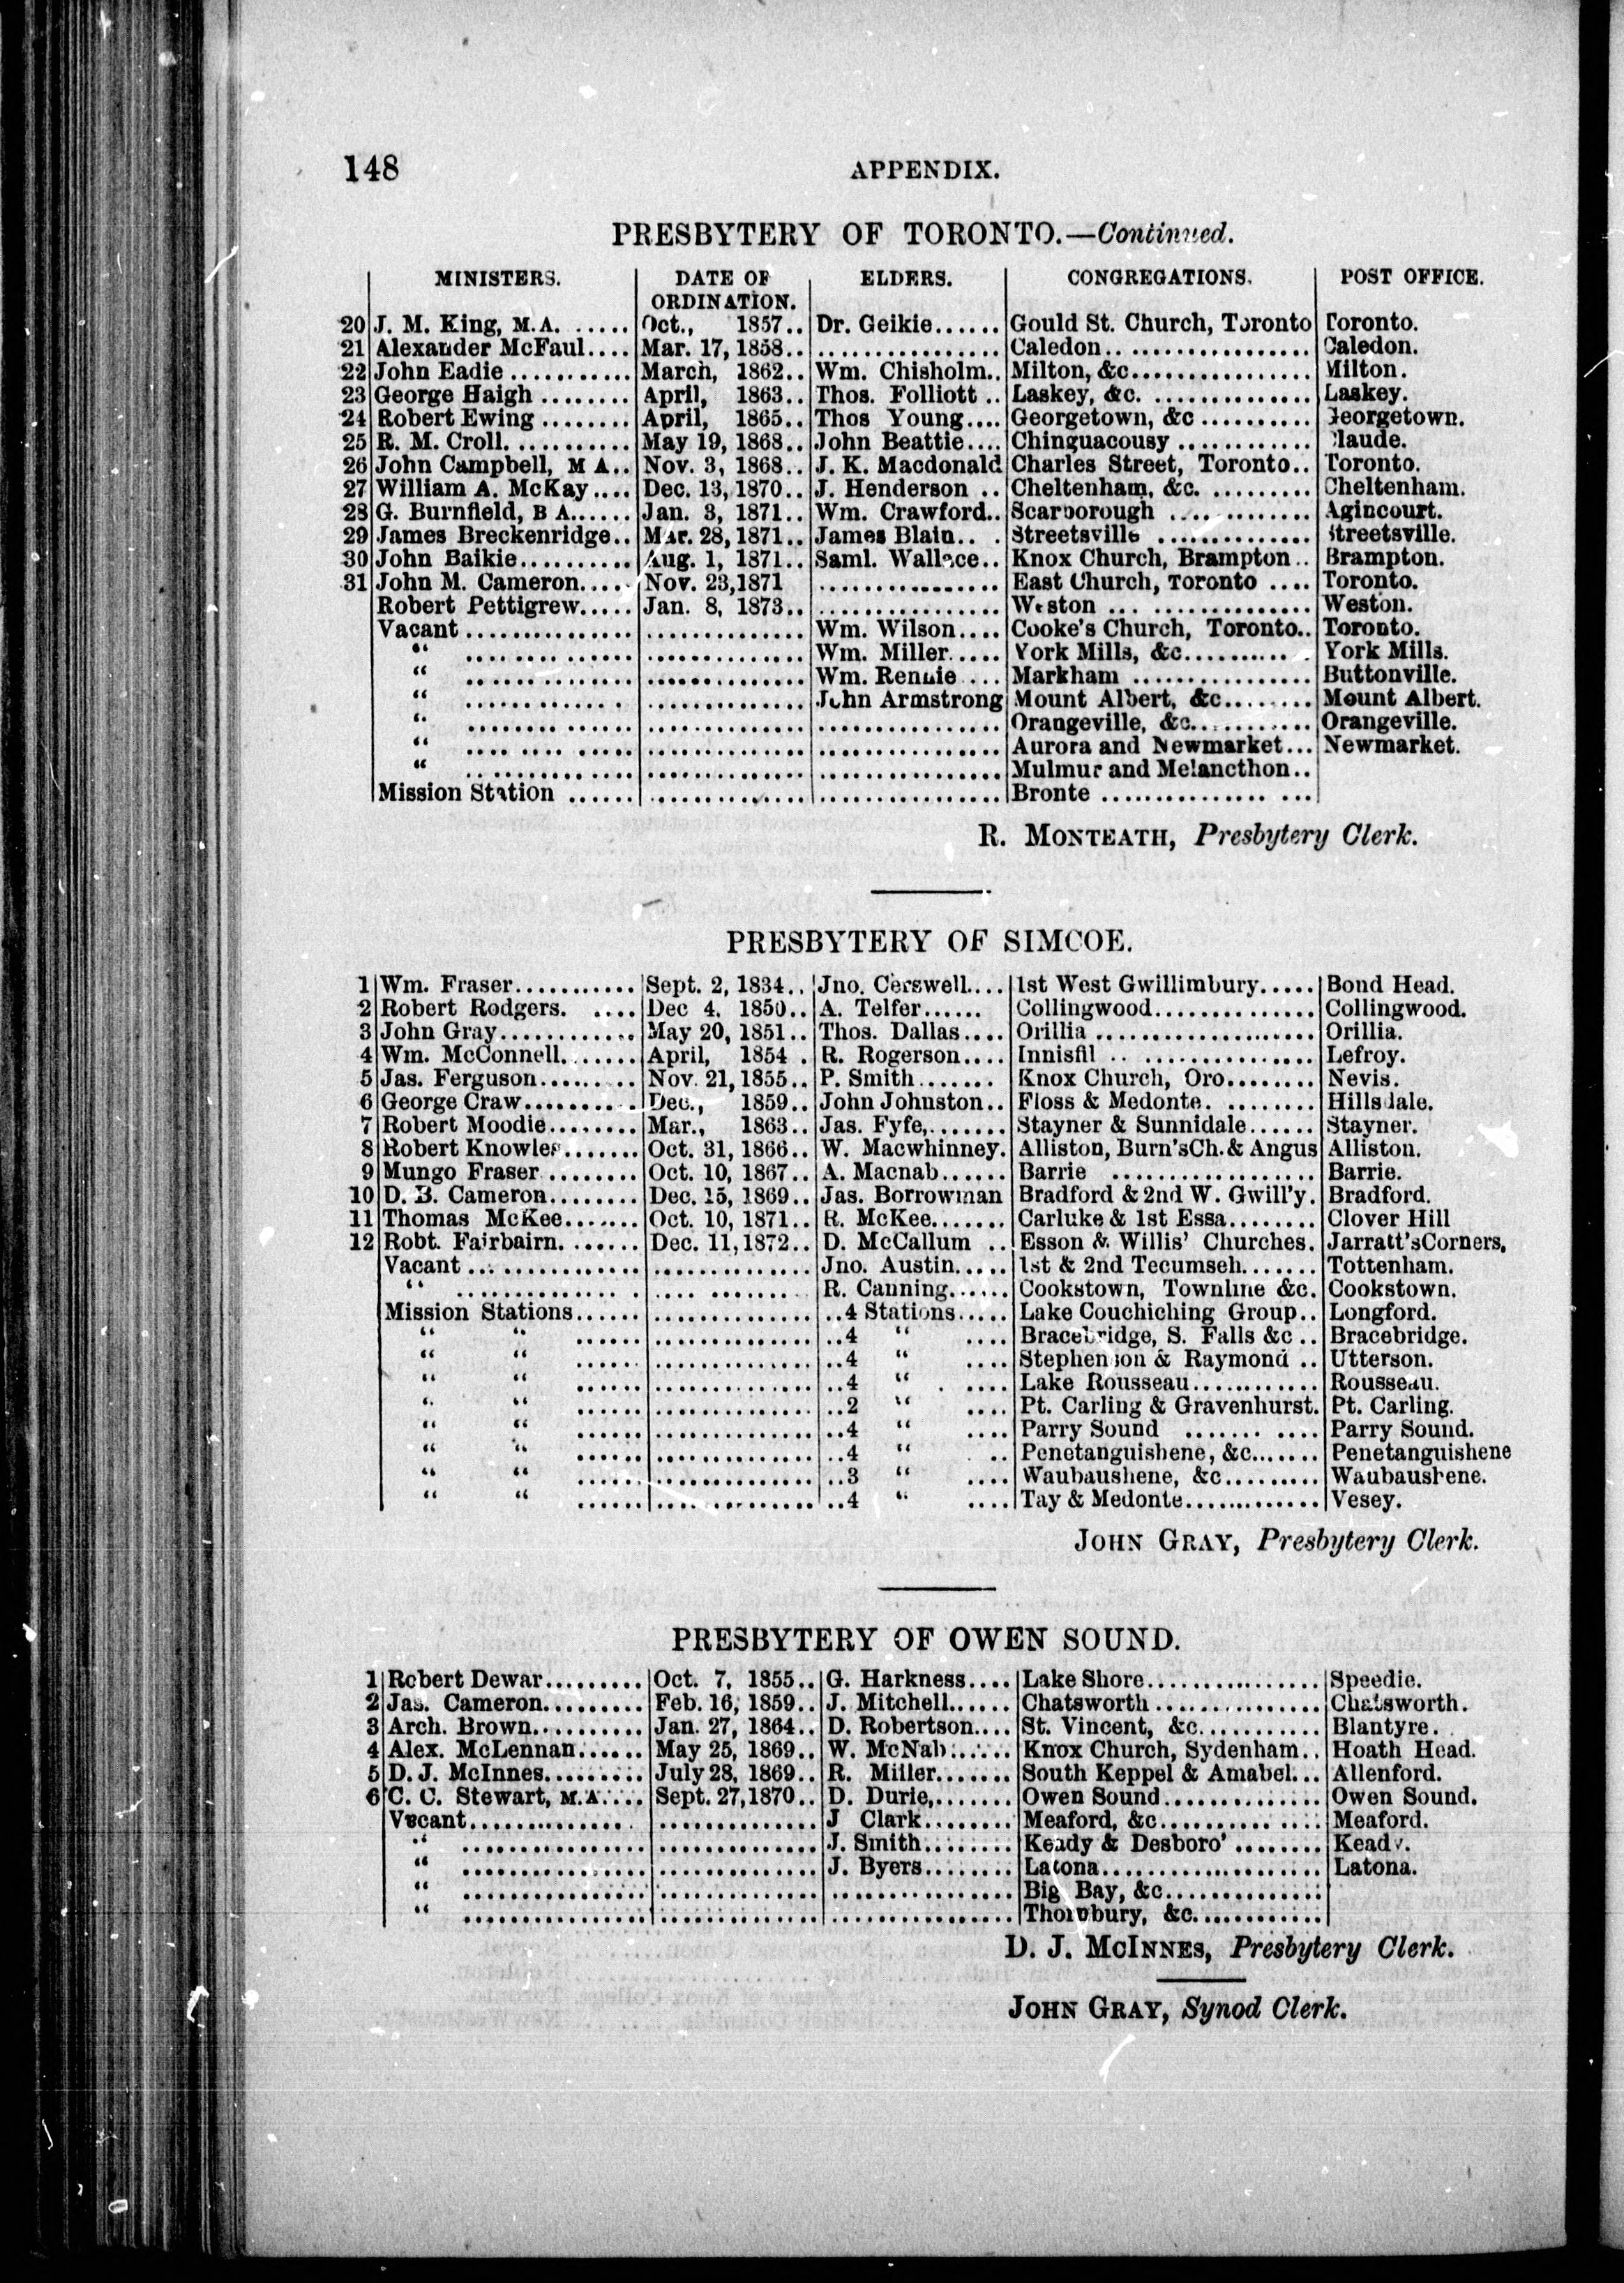 148 APPENDIX.
PRESBYTERY OF TORONTO.—Continued.
MINISTERS. DATE OF ORDINATION. ELDERS. CONGREGATIONS. POST OFFICE.
20 J. M. King, M.A. ..... Oct., 1857.. Dr. Geikie...... Gould St. Church, Toronto Toronto.
21 Alexander McFaul.... Mar. 17, 1858.. ................ Caledon.. ................ Caledon.
22 John Eadie ........... March, 1862.. Wm. Chisholm.. Milton, &c................ Milton.
23 George Haigh ........ April, 1863.. Thos. Folliott .. Laskey, &c. .............. Laskey.
24 Robert Ewing ........ April, 1865.. Thos Young.... Georgetown, &c .......... Georgetown.
25 R. M. Croll............ May 19, 1868.. John Beattie.... Chinguacousy ............ Claude.
26 John Campbell, M A.. Nov. 3, 1868.. J. K. Macdonald Charles Street, Toronto.. Toronto.
27 William A. McKay.... Dec. 13, 1870.. J. Henderson .. Cheltenham, &c. ......... Cheltenham.
28 G. Burnfield, B A...... Jan. 3, 1871.. Wm. Crawford.. Scarborough ............. Agincourt.
29 James Breckenridge.. Mar. 28, 1871.. James Blain.. . Streetsville .............. Streetsville.
30 John Baikie.......... Aug. 1, 1871.. Saml. Wallace.. Knox Church, Brampton.. Brampton.
31 John M. Cameron..... Nov. 23, 1871 ................ East Church, Toronto .... Toronto.
Robert Pettigrew..... Jan. 8, 1873.. ................ Weston ... .............. Weston.
Vacant ............... .............. Wm. Wilson.... Cooke's Church, Toronto.. Toronto.
" ............... .............. Wm. Miller..... York Mills, &c........... York Mills.
" ............... .............. Wm. Rennie .... Markham ................ Buttonville.
" ............... .............. John Armstrong Mount Albert, &c........ Mount Albert.
" ............... .............. ................ Orangeville, &c........... Orangeville.
" ............... .............. ................ Aurora and Newmarket... Newmarket.
" ............... .............. ................ Mulmur and Melancthon..
Mission Station ...... .............. ................ Bronte ............... ...
R. MONTEATH, Presbytery Clerk.
PRESBYTERY OF SIMCOE.
1 Wm. Fraser........... Sept. 2, 1834.. Jno. Cerswell.... 1st West Gwillimbury..... Bond Head.
2 Robert Rodgers. .... Dec 4. 1850.. A. Telfer...... Collingwood.............. Collingwood.
3 John Gray............ May 20, 1851.. Thos. Dallas.... Orillia .................... Orillia.
4 Wm. McConnell....... April, 1854 . R. Rogerson.... Innisfil .. ............... Lefroy.
5 Jas. Ferguson......... Nov. 21, 1855.. P. Smith....... Knox Church, Oro........ Nevis.
6 George Craw.......... Dec., 1859.. John Johnston.. Floss & Medonte. ........ Hillsdale.
7 Robert Moodie........ Mar., 1863.. Jas. Fyfe,....... Stayner & Sunnidale...... Stayner.
8 Robert Knowles....... Oct. 31, 1866.. W. Macwhinney. Alliston, Burn'sCh. & Angus Alliston.
9 Mungo Fraser......... Oct. 10, 1867.. A. Macnab...... Barrie .................. Barrie.
10 D. B. Cameron........ Dec. 15, 1869.. Jas. Borrowman Bradford & 2nd W. Gwill'y. Bradford.
11 Thomas McKee....... Oct. 10, 1871.. R. McKee....... Carluke & 1st Essa........ Clover Hill
12 Robt. Fairbairn. ...... Dec. 11, 1872.. D. McCallum .. Esson & Willis' Churches. Jarratt'sCorners.
Vacant ............... .............. Jno. Austin..... 1st & 2nd Tecumseh....... Tottenham.
" ............... .............. R. Canning...... Cookstown, Townline &c. Cookstown.
Mission Stations...... .............. ..4 Stations..... Lake Couchiching Group.. Longford.
" " ...... .............. ..4 " .... Bracebridge, S. Falls &c .. Bracebridge.
" " ...... .............. ..4 " .... Stephenson & Raymond .. Utterson.
" " ...... .............. ..4 " . .... Lake Rousseau............ Rousseau.
" " ...... .............. ..2 " .... Pt. Carling & Gravenhurst. Pt. Carling.
" " ...... .............. ..4 " .... Parry Sound ....... .... Parry Sound.
" " ...... .............. ..4 " .. Penetanguishene, &c...... Penetanguishene
" " ...... .............. ..3 " .... Waubaushene, &c......... Waubaushene.
" " ...... .............. ..4 " .... Tay & Medonte............ Vesey.
JOHN GRAY, Presbytery Clerk.
PRESBYTERY OF OWEN SOUND.
1 Robert Dewar......... Oct. 7, 1855.. G. Harkness.... Lake Shore................ Speedie.
2 Jas. Cameron......... Feb. 16, 1859.. J. Mitchell...... Chatsworth ............... Chatsworth.
3 Arch. Brown.......... Jan. 27, 1864.. D. Robertson.... St. Vincent, &c........... Blantyre.
4 Alex. McLennan...... May 25, 1869.. W. McNab...... Knox Church, Sydenham.. Hoath Head.
5 D. J. McInnes......... July 28, 1869.. R. Miller....... South Keppel & Amabel... Allenford.
6 C. C. Stewart, M.A.... Sept. 27, 1870.. D. Durie,....... Owen Sound.............. Owen Sound.
Vacant............... .............. J Clark........ Meaford, &c.............. Meaford.
" ................. .............. J. Smith........ Keady & Desboro' ........ Keady.
" ................. .............. J. Byers........ Latona.................... Latona.
" ................. .............. ................ Big Bay, &c..............
" ................. .............. ................ Thornbury, &c............
D. J. MCINNES, Presbytery Clerk.
JOHN GRAY, Synod Clerk.